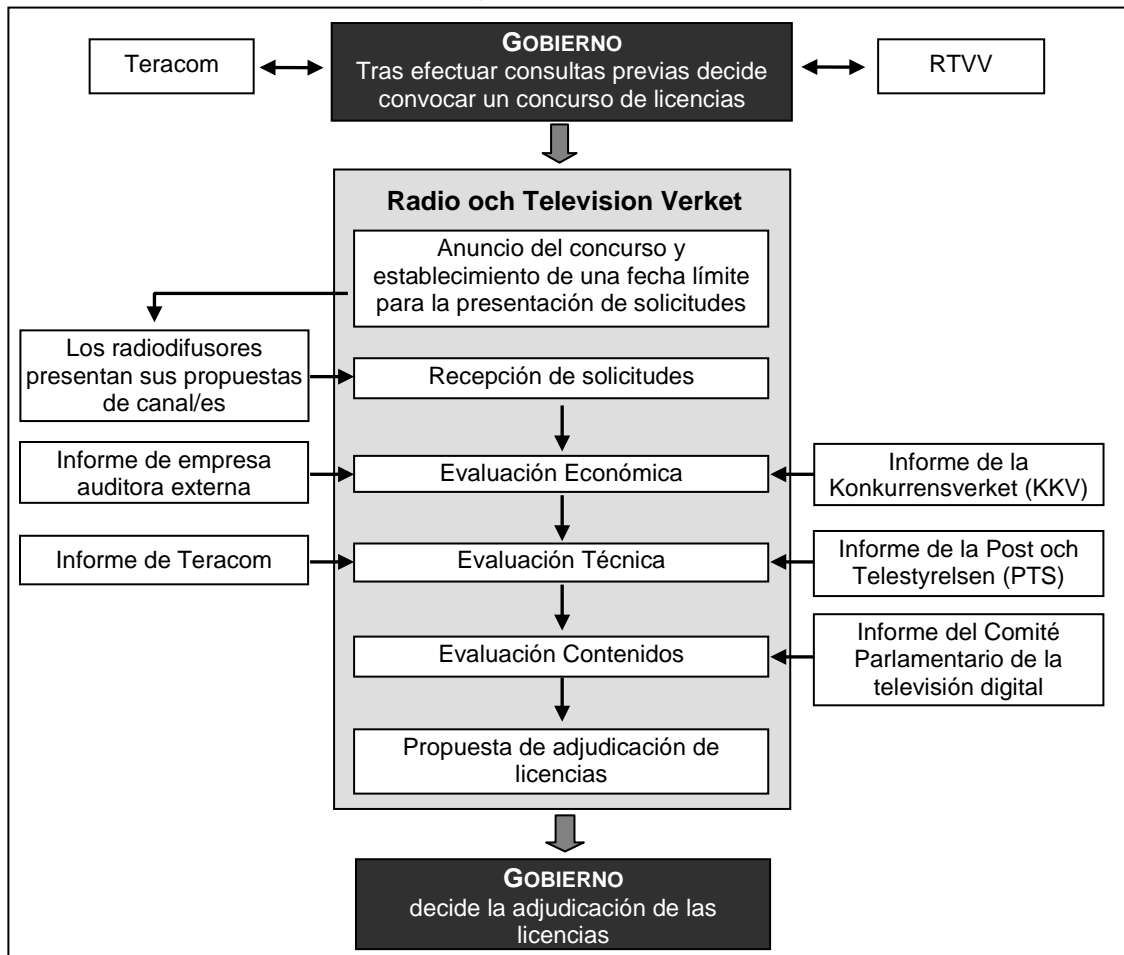 GOBIERNO
Teracom
Tras efectuar consultas previas decide
convocar un concurso de licencias
RTVV
Radio och Television Verket
Anuncio del concurso y
establecimiento de una fecha límite
para la presentación de solicitudes
Los radiodifusores
presentan sus propuestas
de canal/es
Recepción de solicitudes
Informe de empresa
auditora externa
Evaluación Económica
Informe de la
Konkurrensverket (KKV)
Informe de Teracom
Evaluación Técnica
Informe de la Post och
Telestyrelsen (PTS)
Evaluación Contenidos
Informe del Comité
Parlamentario de la
televisión digital
Propuesta de adjudicación de
licencias
GOBIERNO
decide la adjudicación de las
licencias